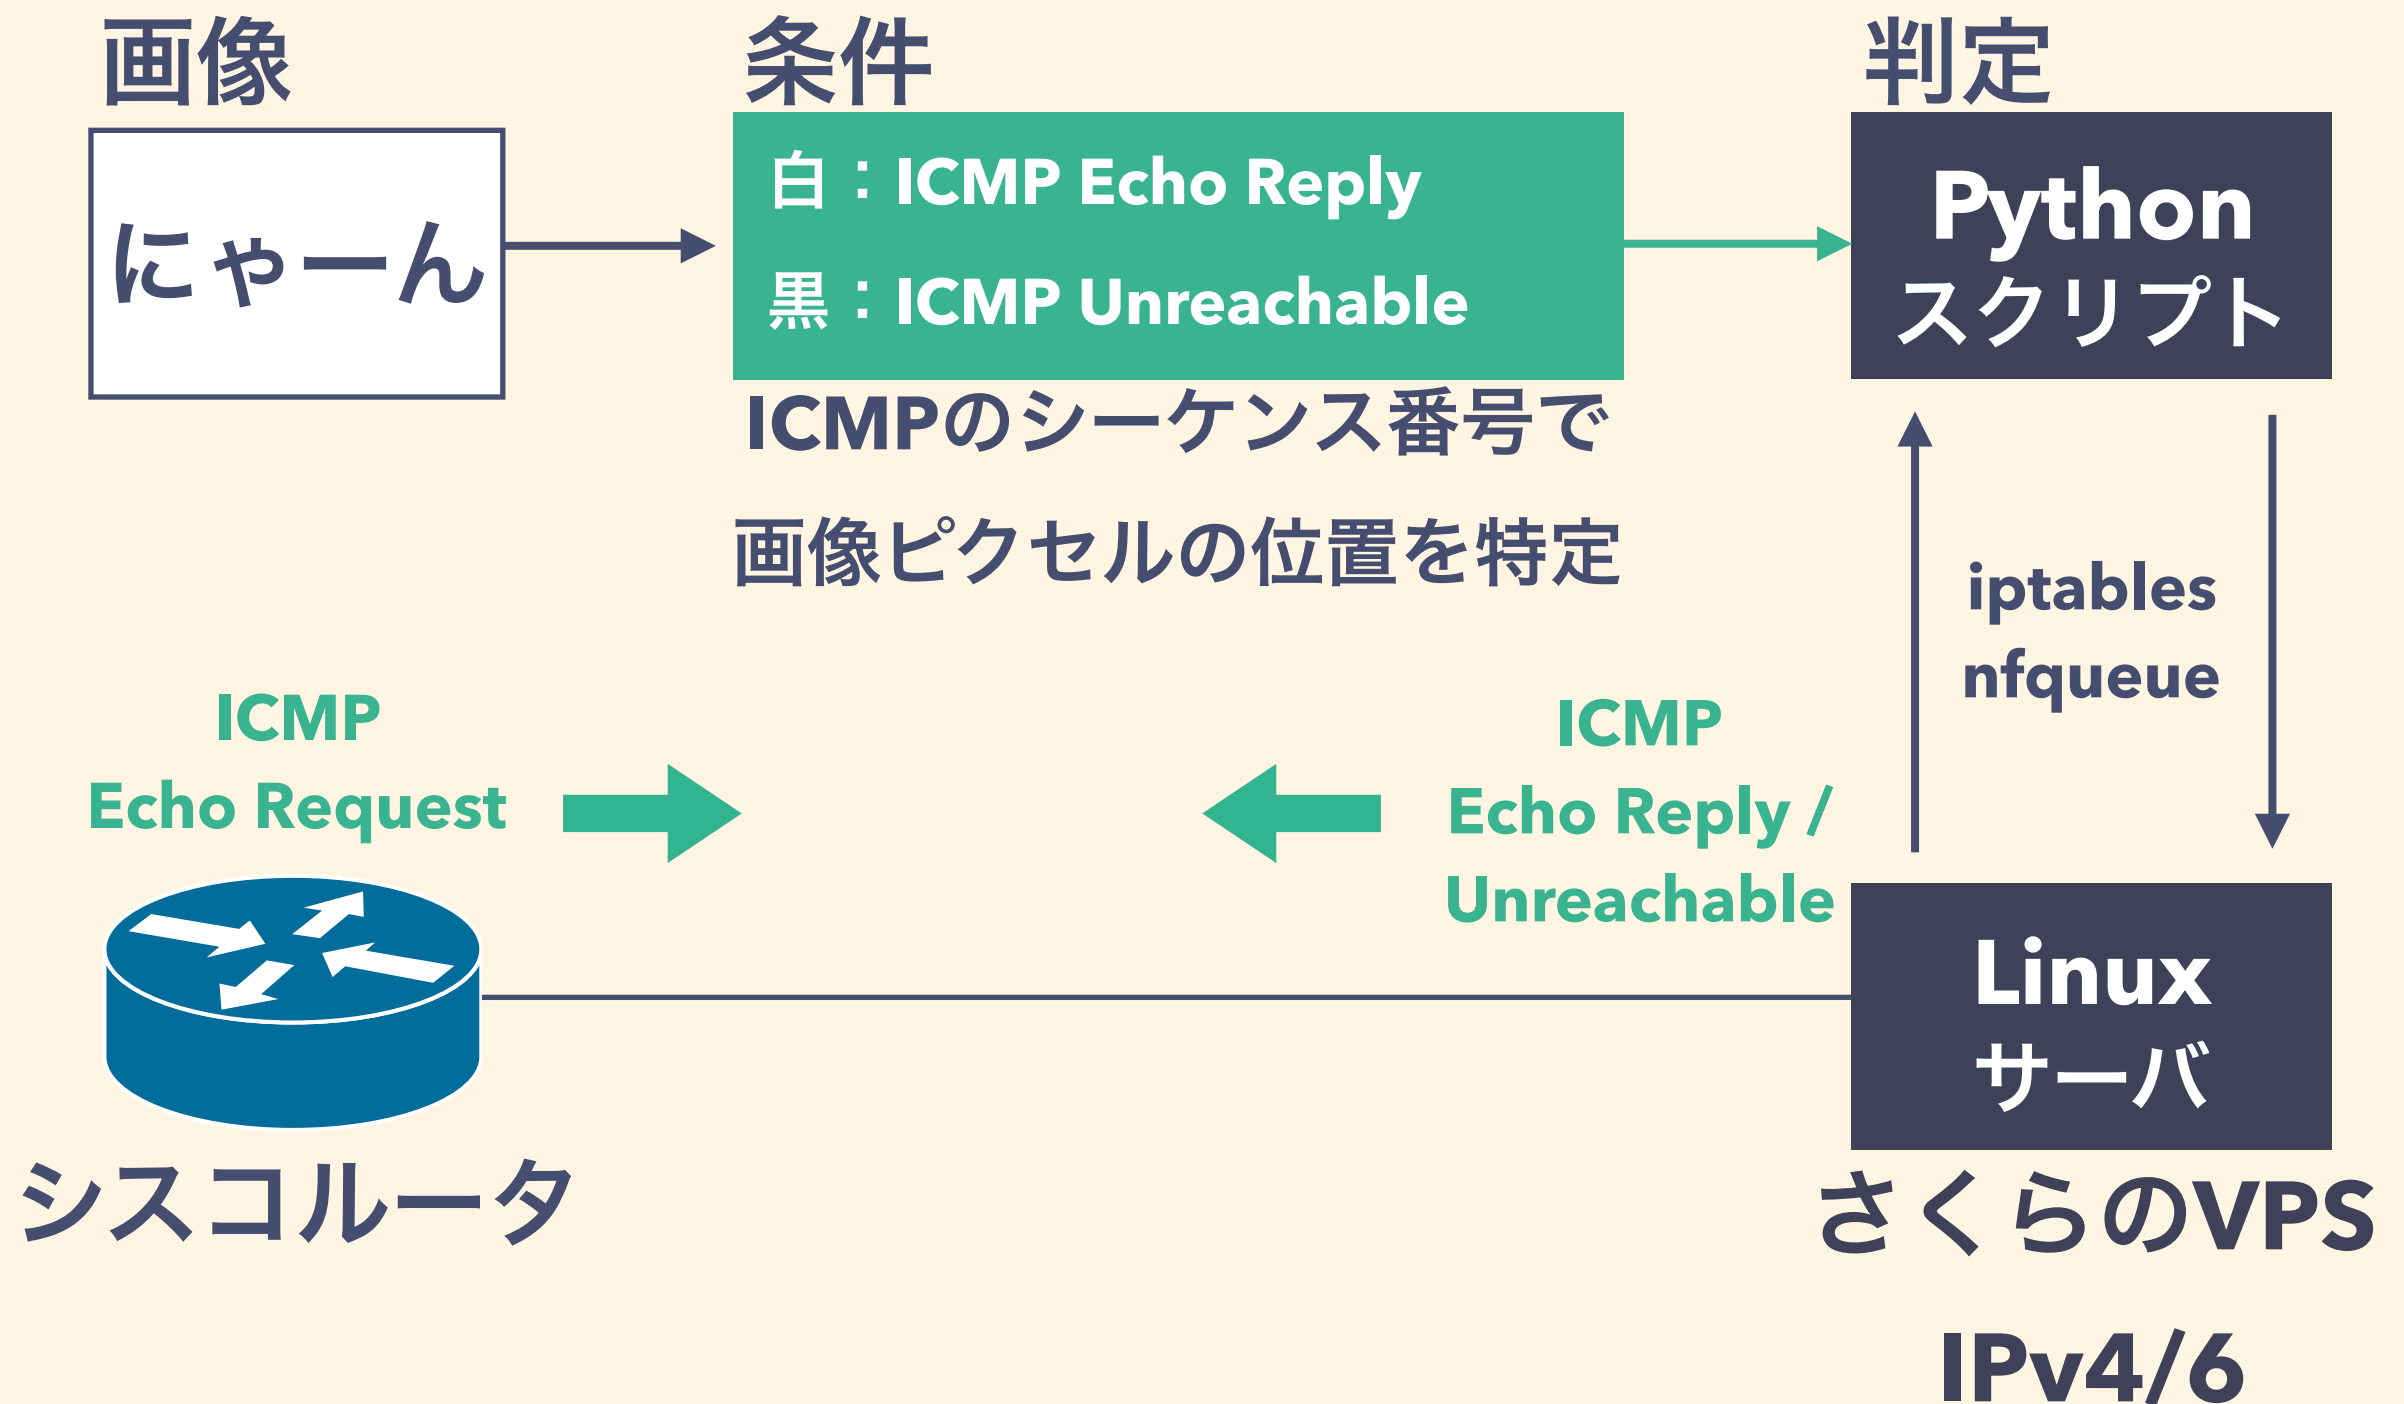 画像
にゃーん
条件
白：ICMP Echo Reply
黒：ICMP Unreachable
ICMPのシーケンス番号で
画像ピクセルの位置を特定
判定
Python
スクリプト
iptables
nfqueue
ICMP
Echo Request
ICMP
Echo Reply /
Unreachable
シスコルータ
Linux
サーバ
さくらのVPS
IPv4/6